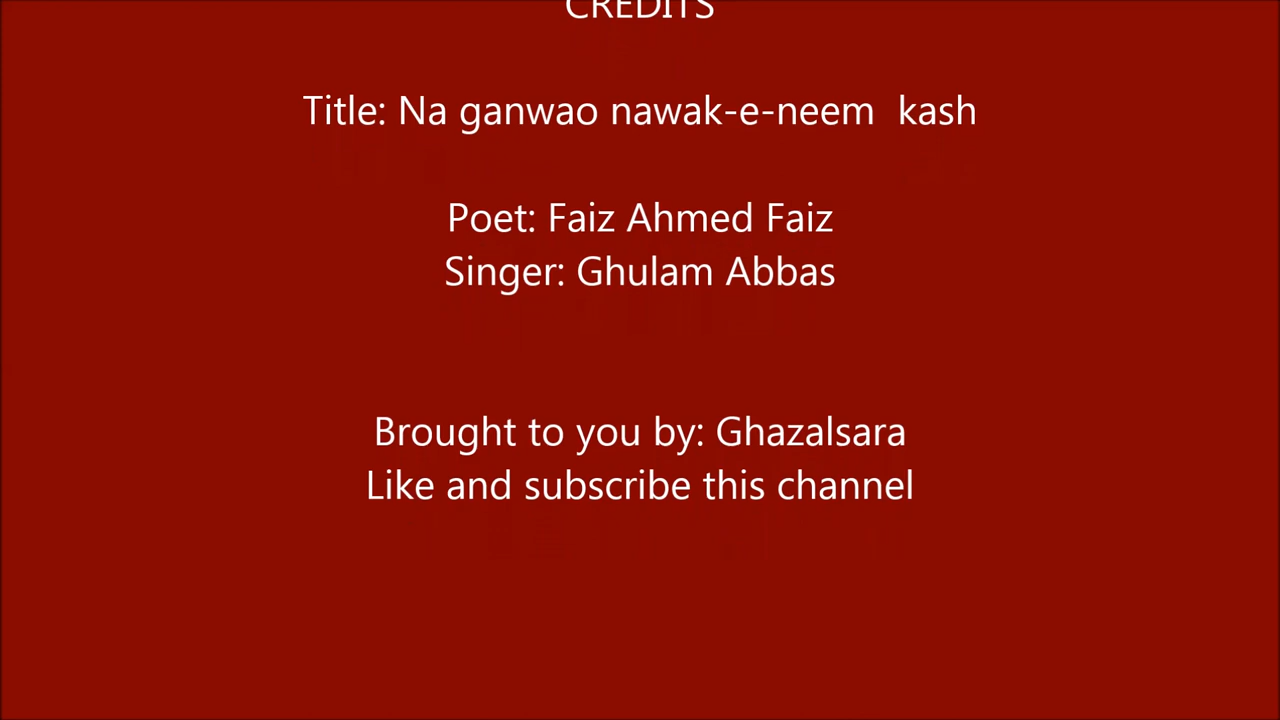 CREDITS
Title: Na ganwao nawak-e-neem  kash
Poet: Faiz Ahmed Faiz
Singer: Ghulam Abbas
Brought to you by: Ghazalsara
Like and subscribe this channel